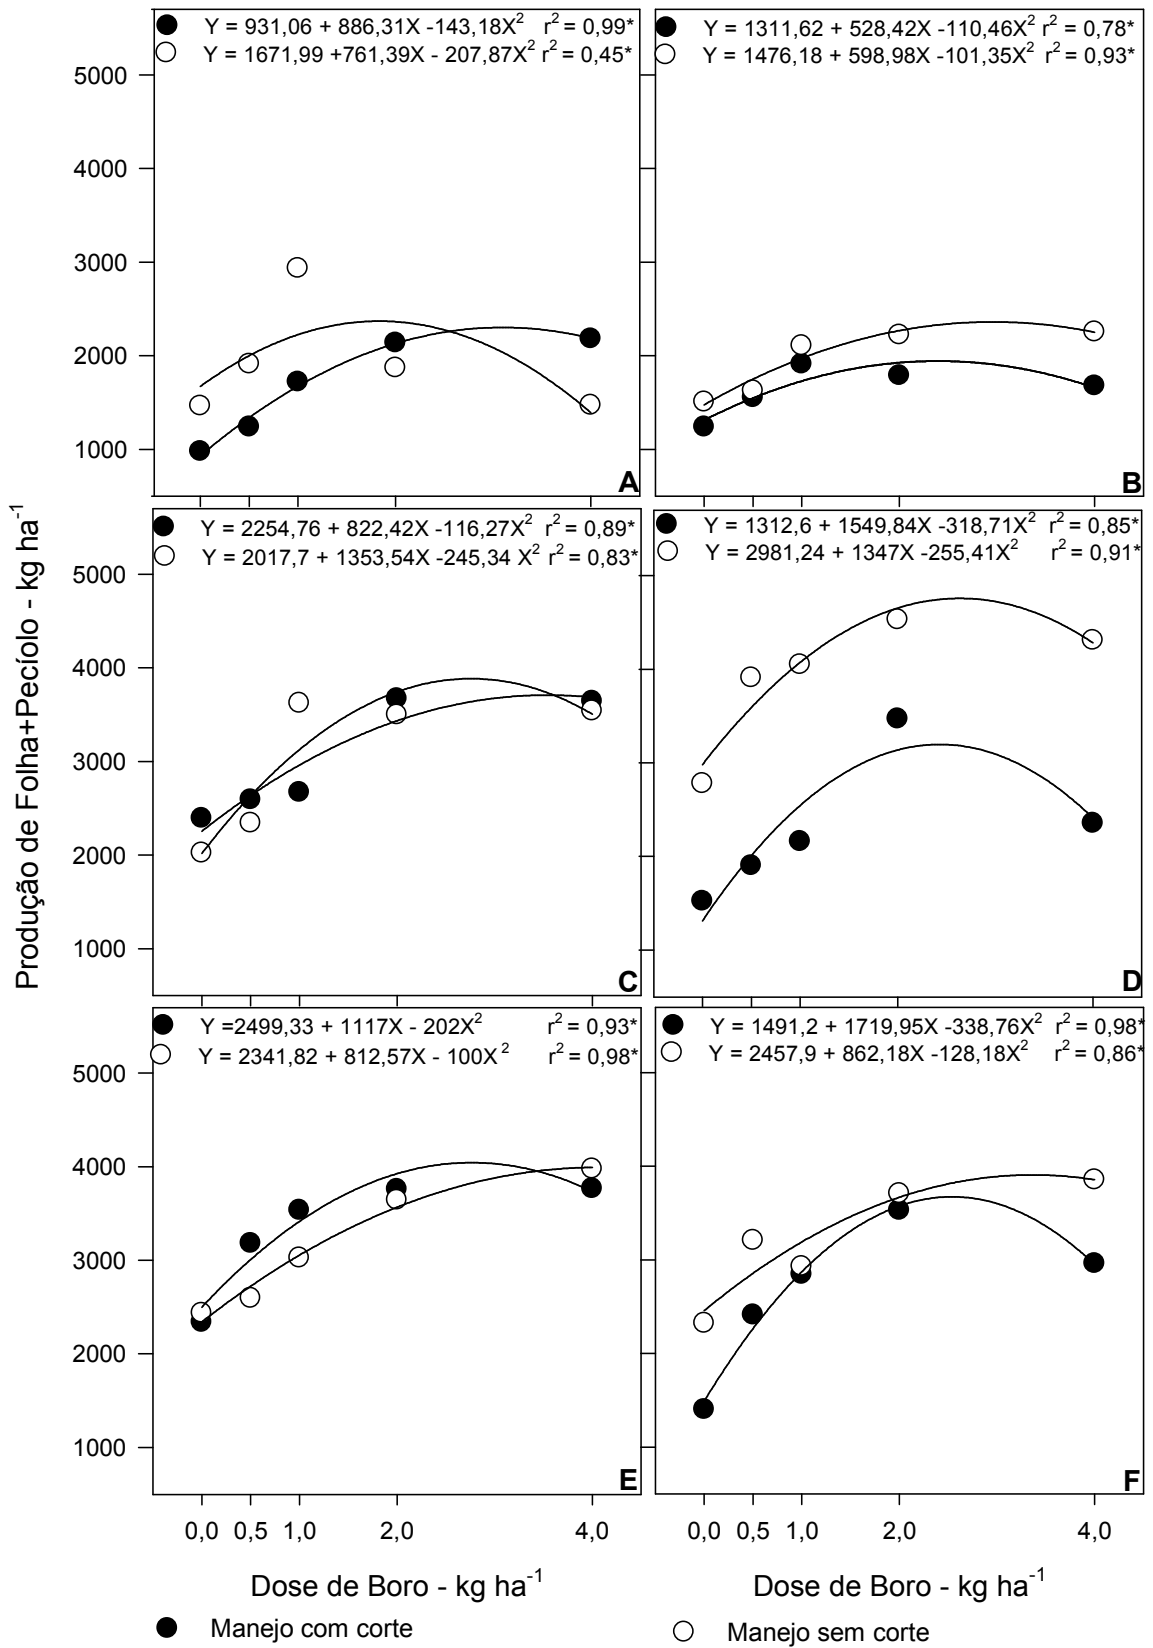 Y = 931,06 + 886,31X -143,18X² r² = 0,99*
Y = 1671,99 +761,39X - 207,87X² r² = 0,45*
Y = 1311,62 + 528,42X -110,46X² r² = 0,78*
Y = 1476,18 + 598,98X -101,35X² r² = 0,93*
5000
4000
3000
2000
1000
A
B
Y = 2254,76 + 822,42X -116,27X² r² = 0,89*
Y = 2017,7 + 1353,54X -245,34 X² r² = 0,83*
Y = 1312,6 + 1549,84X -318,71X² r² = 0,85*
Y = 2981,24 + 1347X -255,41X² r² = 0,91*
5000
4000
3000
2000
1000
C
D
Produção de Folha+Pecíolo - kg ha⁻¹
Y =2499,33 + 1117X - 202X² r² = 0,93*
Y = 2341,82 + 812,57X - 100X² r² = 0,98*
Y = 1491,2 + 1719,95X -338,76X² r² = 0,98*
Y = 2457,9 + 862,18X -128,18X² r² = 0,86*
5000
4000
3000
2000
1000
E
F
0,0 0,5 1,0 2,0 4,0
0,0 0,5 1,0 2,0 4,0
Dose de Boro - kg ha⁻¹
Dose de Boro - kg ha⁻¹
Manejo com corte
Manejo sem corte